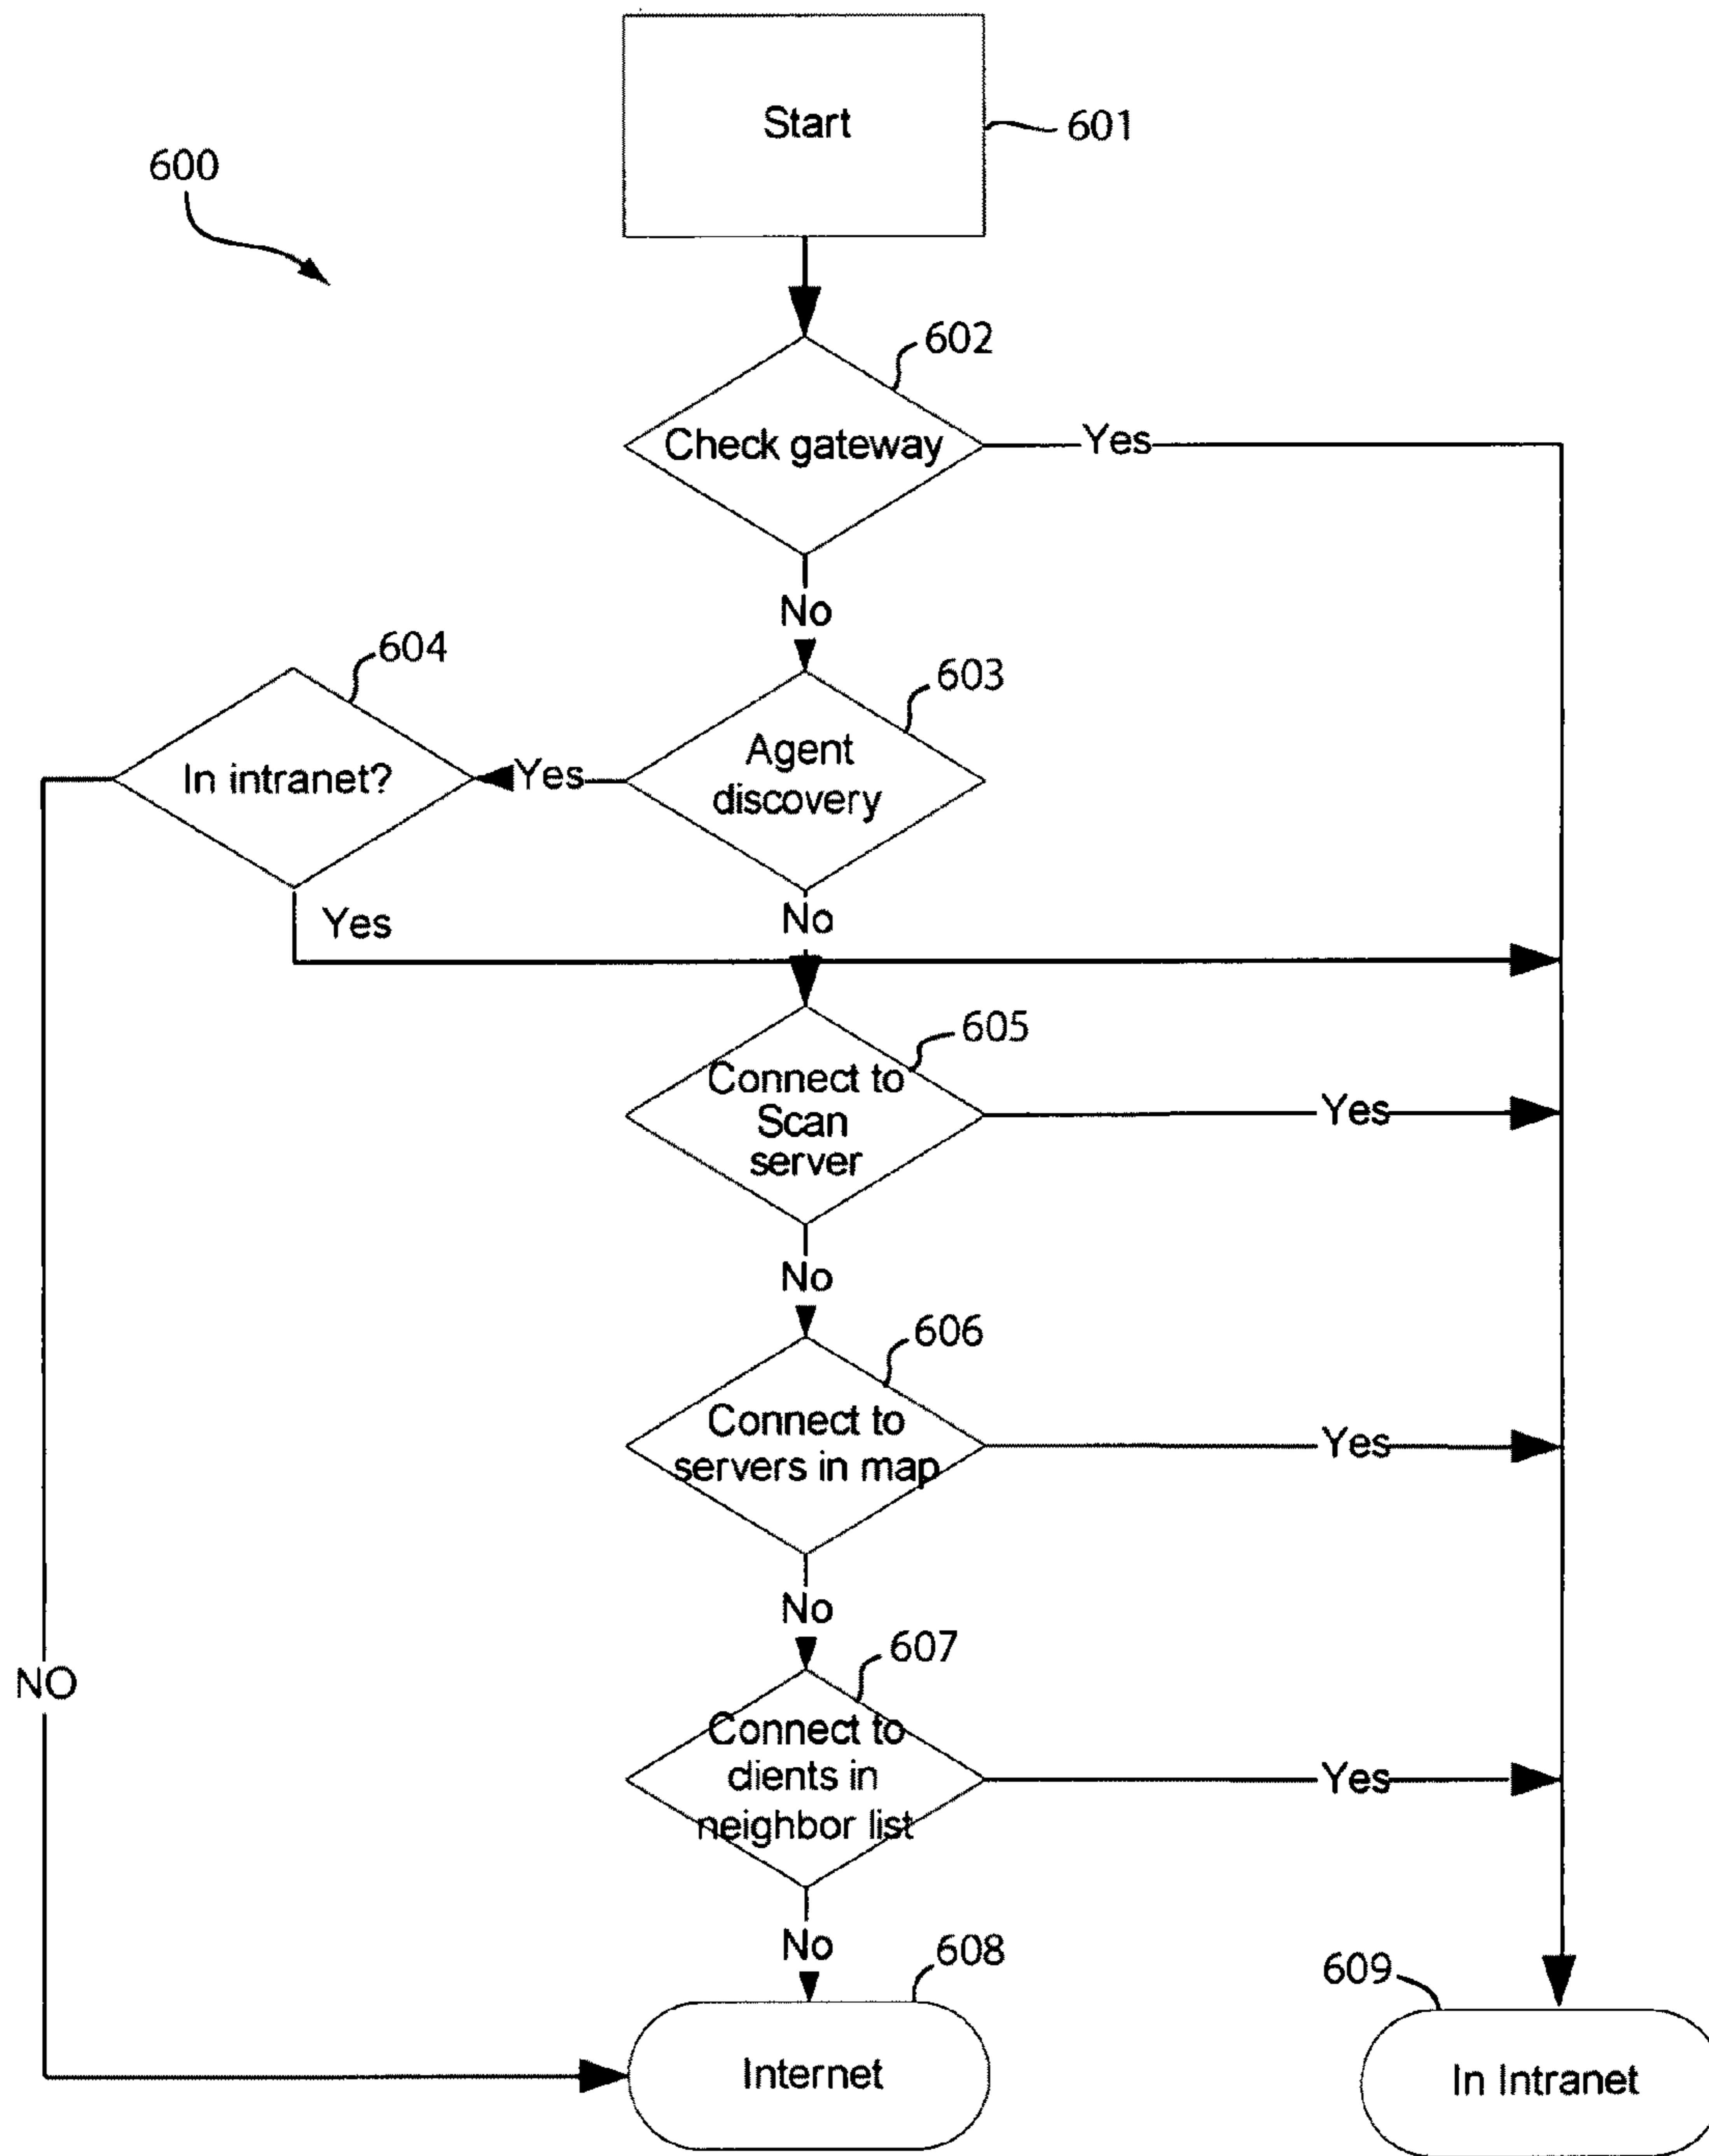 Start
601
600
602
Check gateway
Yes
No
604
603
In intranet?
Yes
Agent
discovery
Yes
No
605
Connect to
Scan
server
Yes
No
606
Connect to
servers in map
Yes
No
607
NO
Connect to
clients in
neighbor list
Yes
No
608
609
Internet
In Intranet